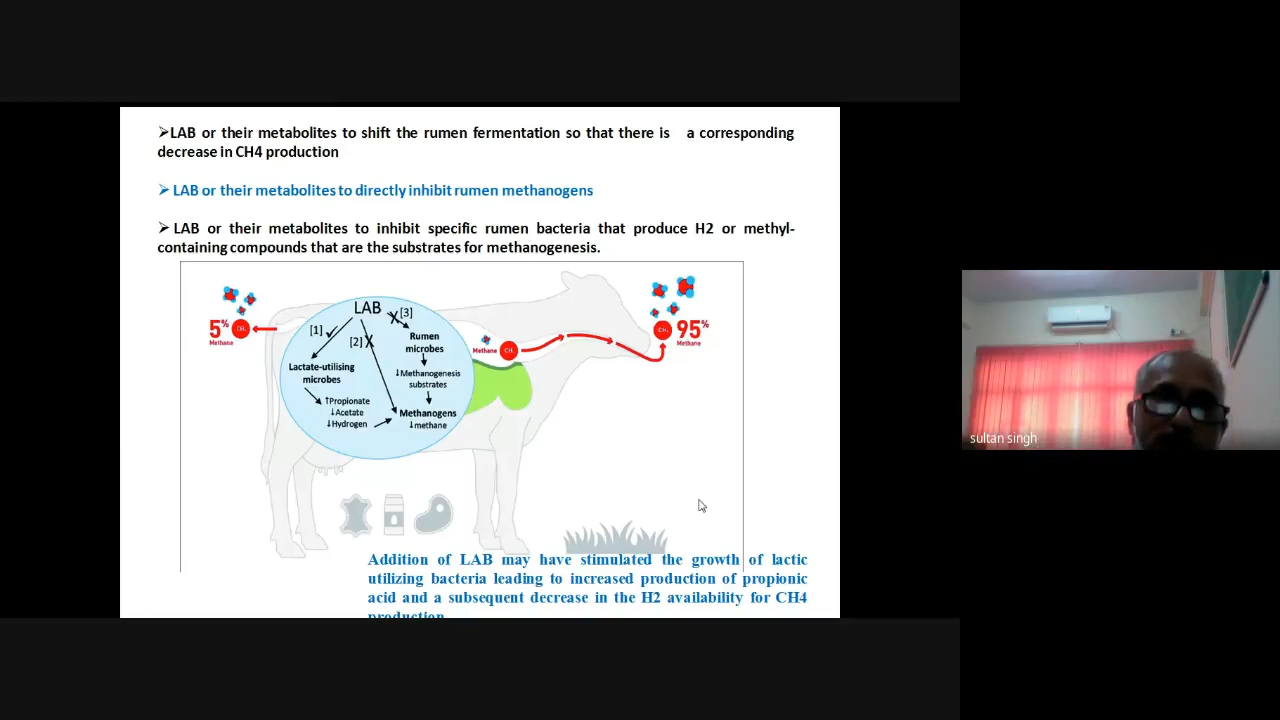 ➢LAB or their metabolites to shift the rumen fermentation so that there is a corresponding
decrease in CH4 production
➢ LAB or their metabolites to directly inhibit rumen methanogens
➢ LAB or their metabolites to inhibit specific rumen bacteria that produce H2 or methyl-
containing compounds that are the substrates for methanogenesis.
5%
Methane
CH₄
LAB
[1]
[2]
[3]
Lactate-utilising
microbes
↑Propionate
↓Acetate
↓Hydrogen
Rumen
microbes
↓Methanogenesis
substrates
Methanogens
↓methane
Methane
CH₄
CH₄
95%
Methane
Addition of LAB may have stimulated the growth of lactic
utilizing bacteria leading to increased production of propionic
acid and a subsequent decrease in the H2 availability for CH4
production
sultan singh